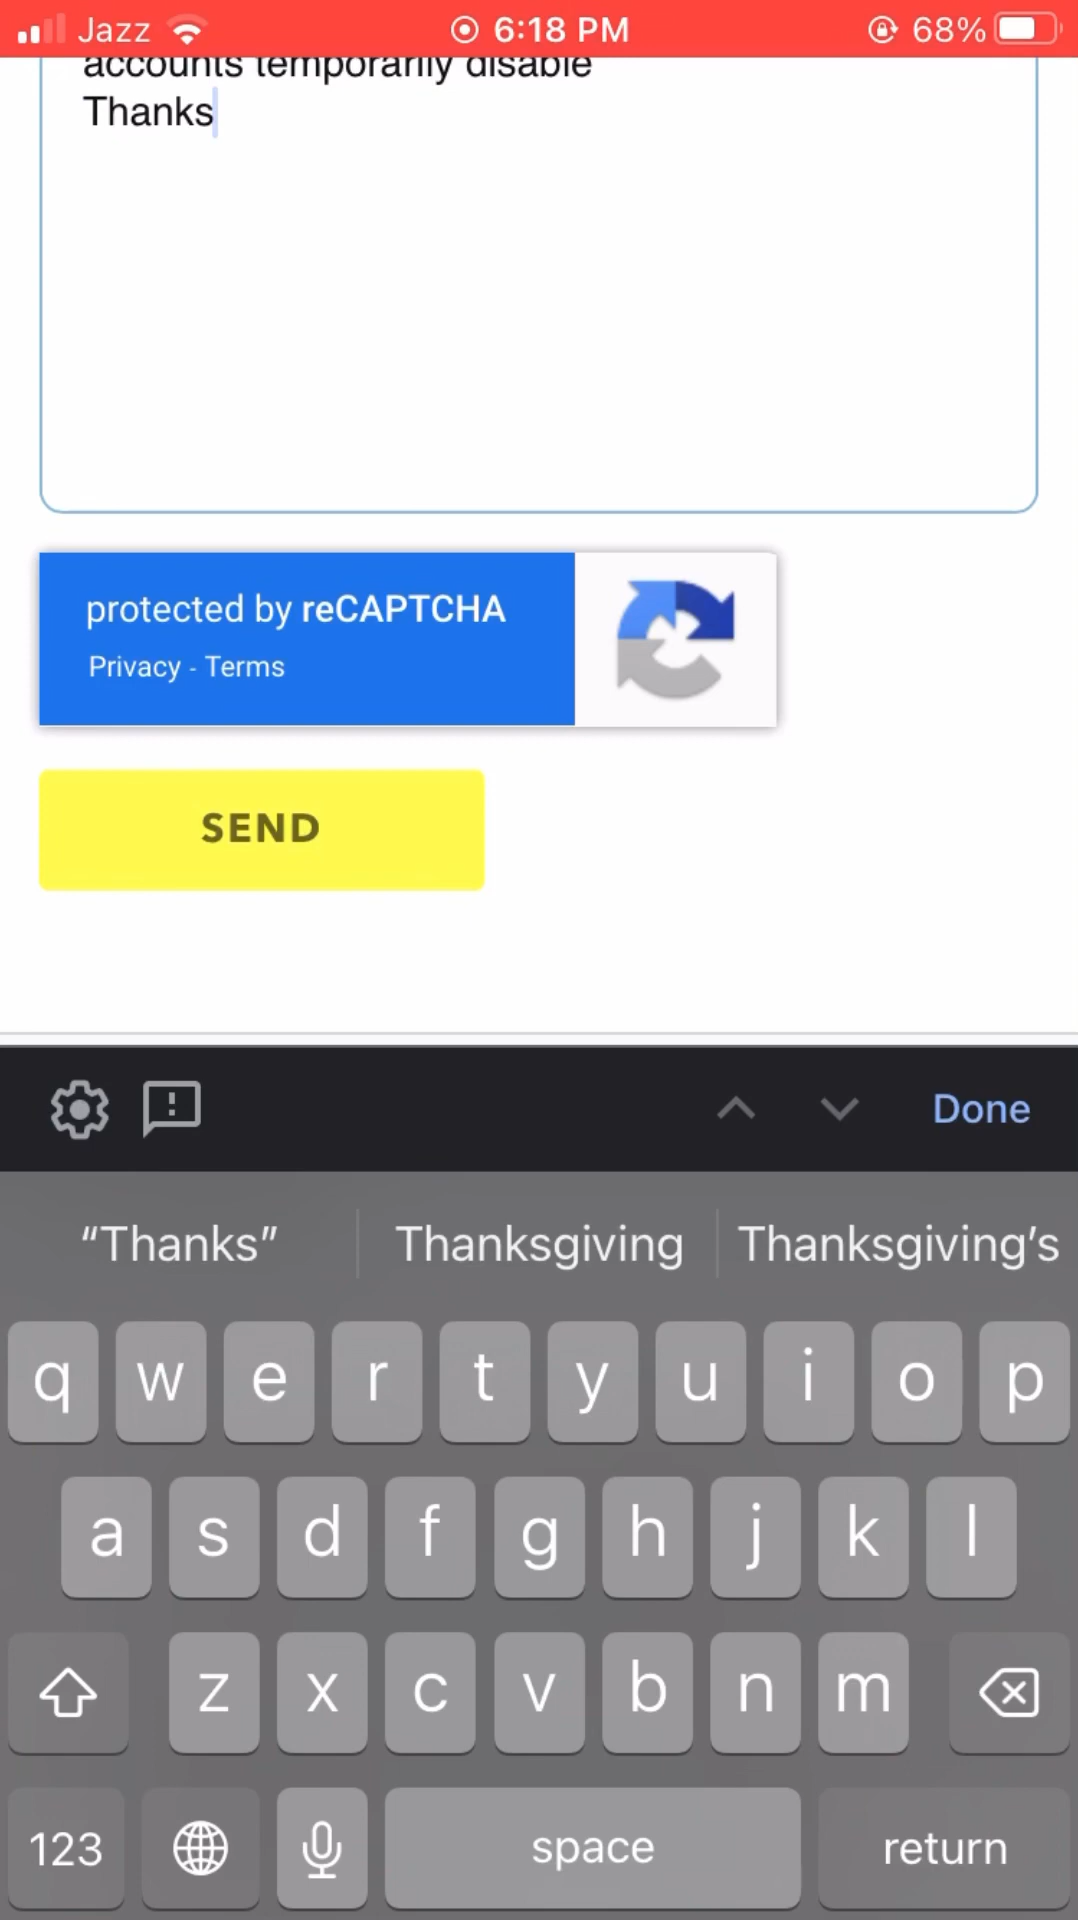 Jazz 6:18 PM 68%
accounts temporarily disable
Thanks
protected by reCAPTCHA
Privacy - Terms
SEND
Done
“Thanks” Thanksgiving Thanksgiving’s
q w e r t y u i o p
a s d f g h j k l
z x c v b n m
123 space return